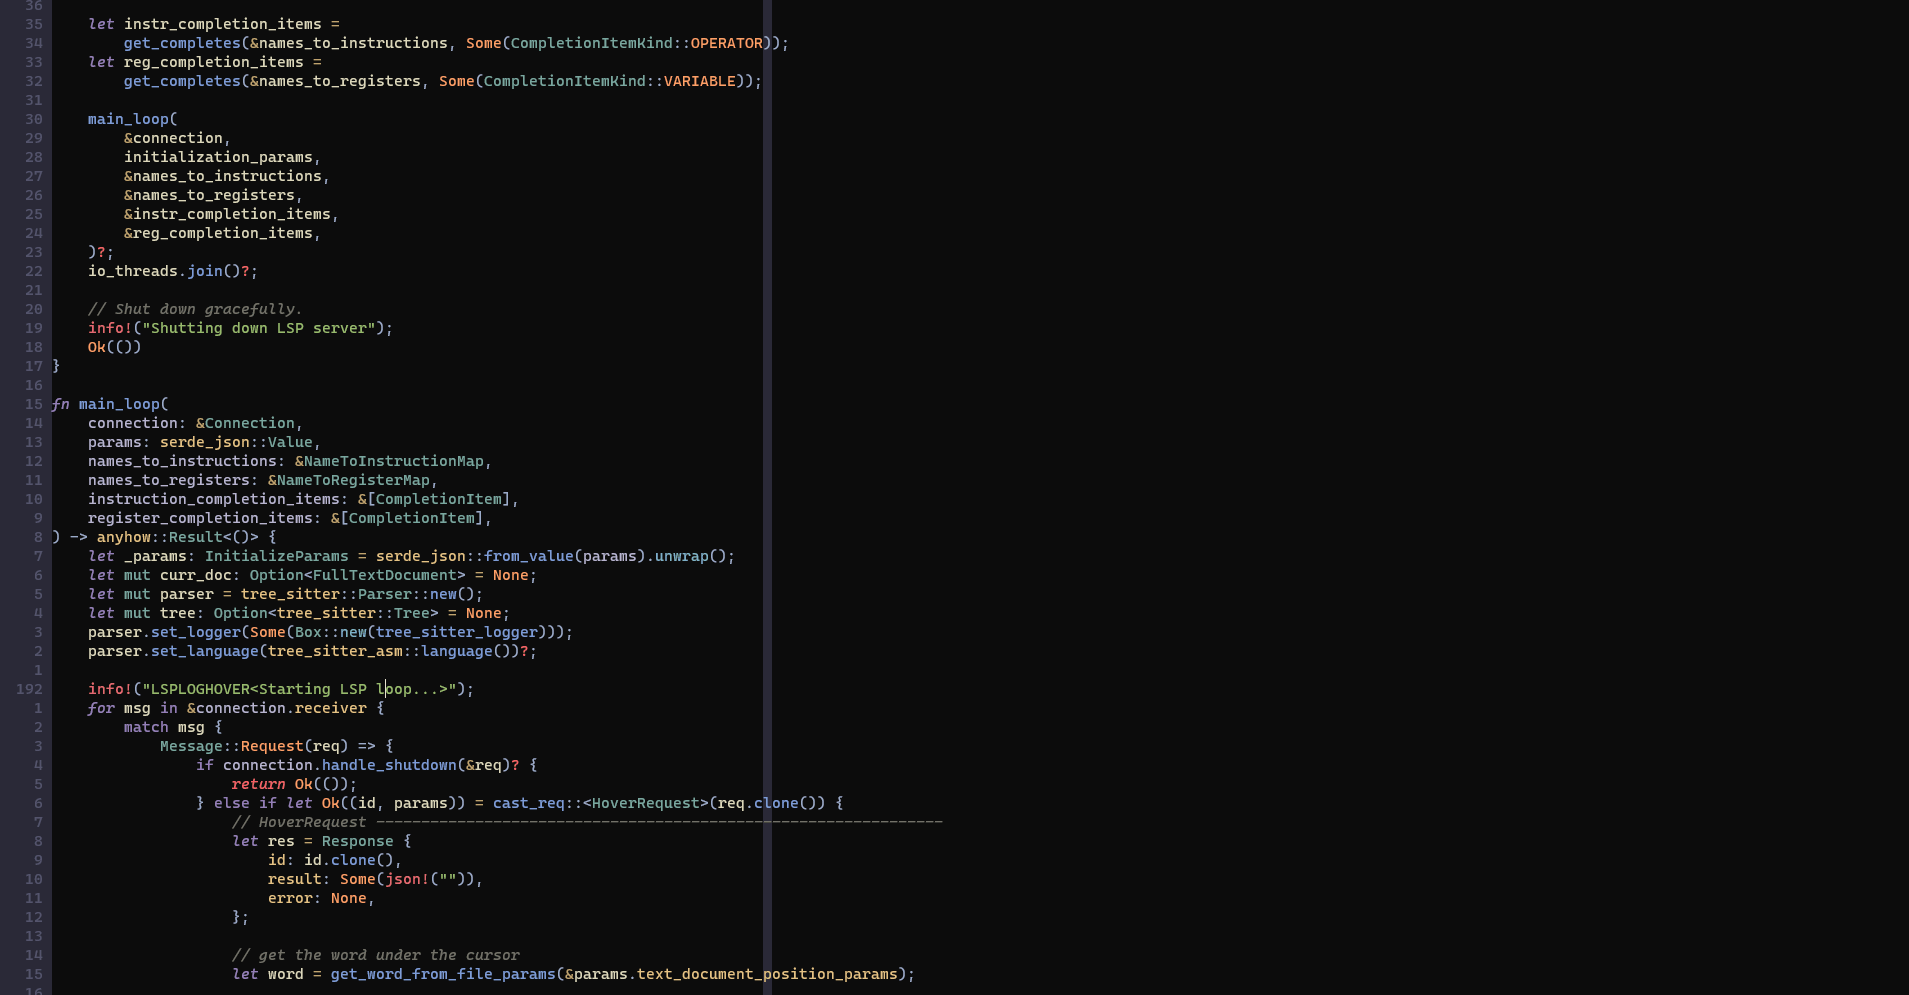 36
35     let instr_completion_items =
34         get_completes(&names_to_instructions, Some(CompletionItemKind::OPERATOR));
33     let reg_completion_items =
32         get_completes(&names_to_registers, Some(CompletionItemKind::VARIABLE));
31
30     main_loop(
29         &connection,
28         initialization_params,
27         &names_to_instructions,
26         &names_to_registers,
25         &instr_completion_items,
24         &reg_completion_items,
23     )?;
22     io_threads.join()?;
21
20     // Shut down gracefully.
19     info!("Shutting down LSP server");
18     Ok(())
17 }
16
15 fn main_loop(
14     connection: &Connection,
13     params: serde_json::Value,
12     names_to_instructions: &NameToInstructionMap,
11     names_to_registers: &NameToRegisterMap,
10     instruction_completion_items: &[CompletionItem],
9     register_completion_items: &[CompletionItem],
8 ) -> anyhow::Result<()> {
7     let _params: InitializeParams = serde_json::from_value(params).unwrap();
6     let mut curr_doc: Option<FullTextDocument> = None;
5     let mut parser = tree_sitter::Parser::new();
4     let mut tree: Option<tree_sitter::Tree> = None;
3     parser.set_logger(Some(Box::new(tree_sitter_logger)));
2     parser.set_language(tree_sitter_asm::language())?;
1
192     info!("LSPLOGHOVER<Starting LSP loop...>");
1     for msg in &connection.receiver {
2         match msg {
3             Message::Request(req) => {
4                 if connection.handle_shutdown(&req)? {
5                     return Ok(());
6                 } else if let Ok((id, params)) = cast_req::<HoverRequest>(req.clone()) {
7                     // HoverRequest ---------------------------------------------------------------
8                     let res = Response {
9                         id: id.clone(),
10                         result: Some(json!("")),
11                         error: None,
12                     };
13
14                     // get the word under the cursor
15                     let word = get_word_from_file_params(&params.text_document_position_params);
16